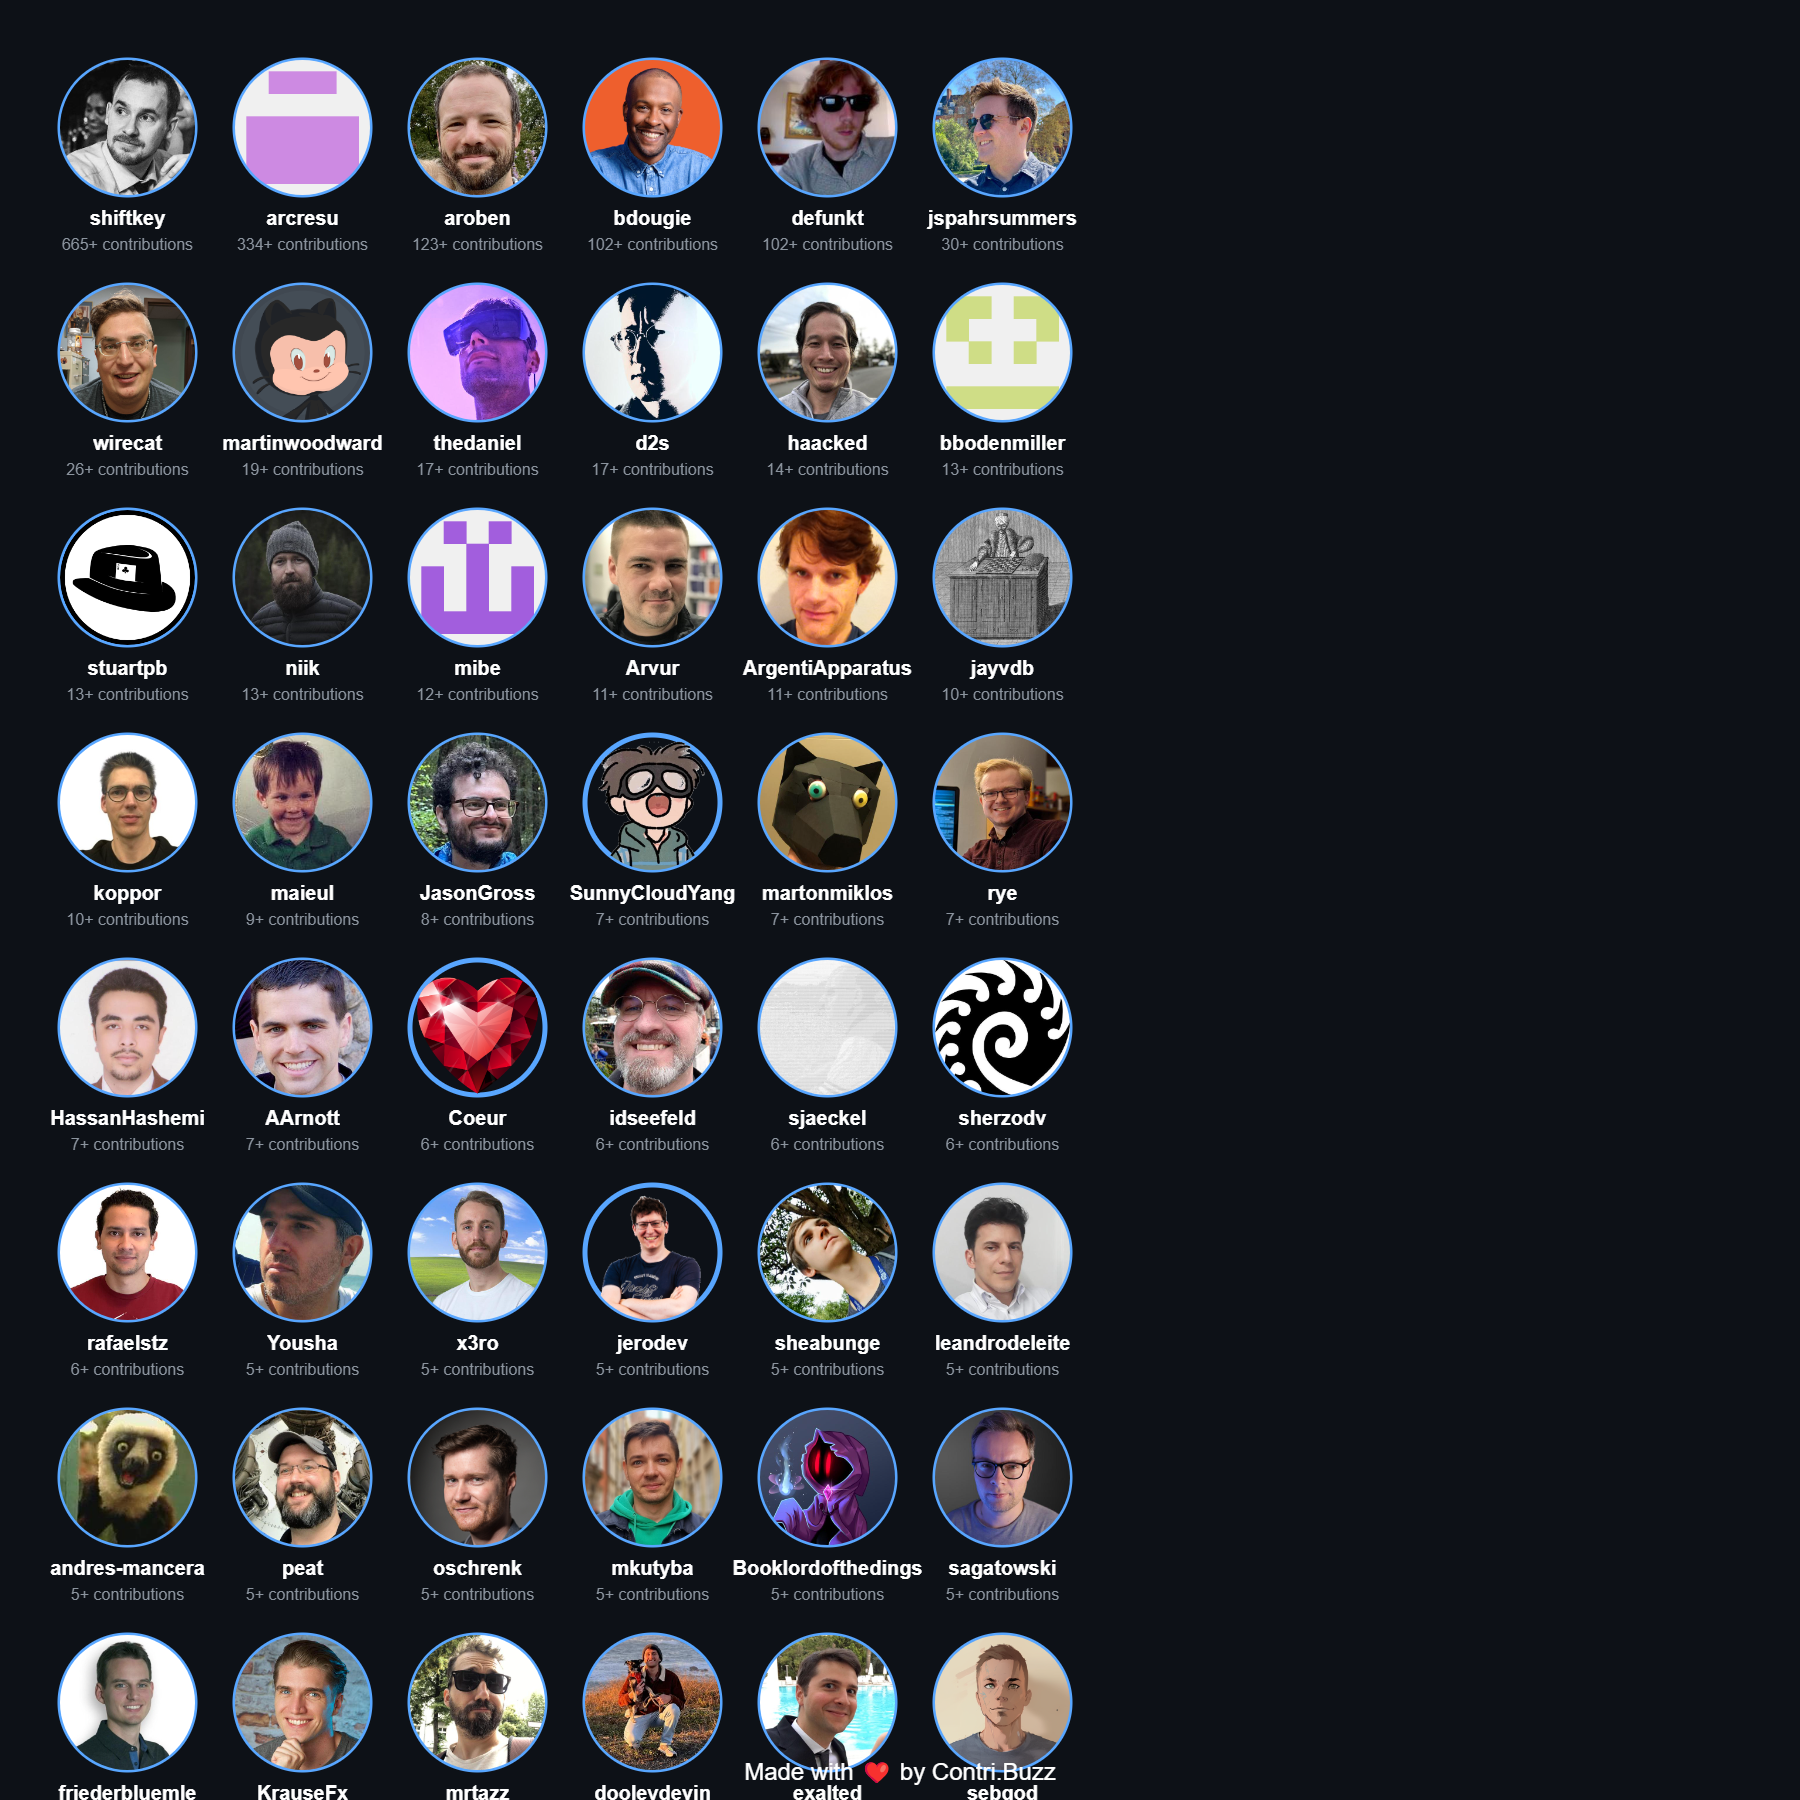 shiftkey arcresu aroben bdougie defunkt jspahrsummers
665+ contributions 334+ contributions 123+ contributions 102+ contributions 102+ contributions 30+ contributions
wirecat martinwoodward thedaniel d2s haacked bbodenmiller
26+ contributions 19+ contributions 17+ contributions 17+ contributions 14+ contributions 13+ contributions
stuartpb niik mibe Arvur ArgentiApparatus jayvdb
13+ contributions 13+ contributions 12+ contributions 11+ contributions 11+ contributions 10+ contributions
koppor maieul JasonGross SunnyCloudYang martonmiklos rye
10+ contributions 9+ contributions 8+ contributions 7+ contributions 7+ contributions 7+ contributions
HassanHashemi AArnott Coeur idseefeld sjaeckel sherzodv
7+ contributions 7+ contributions 6+ contributions 6+ contributions 6+ contributions 6+ contributions
rafaelstz Yousha x3ro jerodev sheabunge leandrodeleite
6+ contributions 5+ contributions 5+ contributions 5+ contributions 5+ contributions 5+ contributions
andres-mancera peat oschrenk mkutyba Booklordofthedings sagatowski
5+ contributions 5+ contributions 5+ contributions 5+ contributions 5+ contributions 5+ contributions
Made with ❤️ by Contri.Buzz
friederbluemle KrauseFx mrtazz dooleydevin exalted sebgod